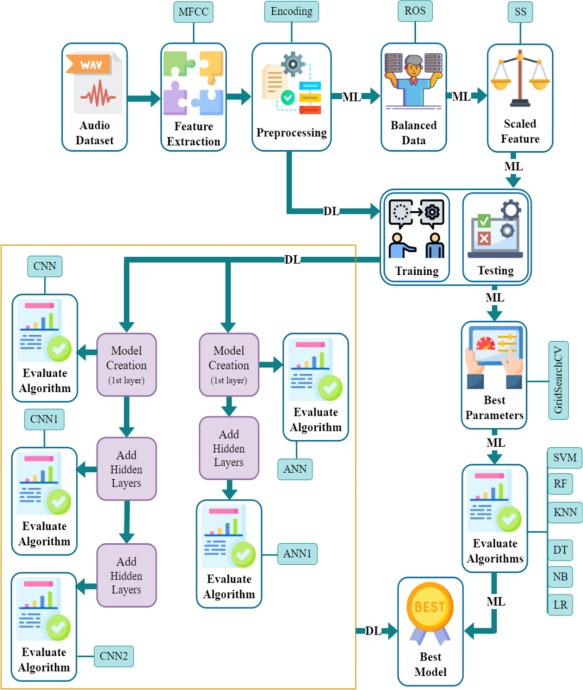 MFCC
Encoding
ROS
SS
WAV
Audio
Dataset
Feature
Extraction
Preprocessing
ML
Balanced
Data
ML
Scaled
Feature
ML
DL
Training
Testing
DL
ML
CNN
Evaluate
Algorithm
Model
Creation
(1st layer)
Model
Creation
(1st layer)
Evaluate
Algorithm
ANN
Best
Parameters
GridSearchCV
ML
CNN1
Evaluate
Algorithm
Add
Hidden
Layers
Add
Hidden
Layers
Evaluate
Algorithm
ANN1
Evaluate
Algorithms
SVM
RF
KNN
DT
NB
LR
Add
Hidden
Layers
Evaluate
Algorithm
CNN2
ML
DL
BEST
Best
Model